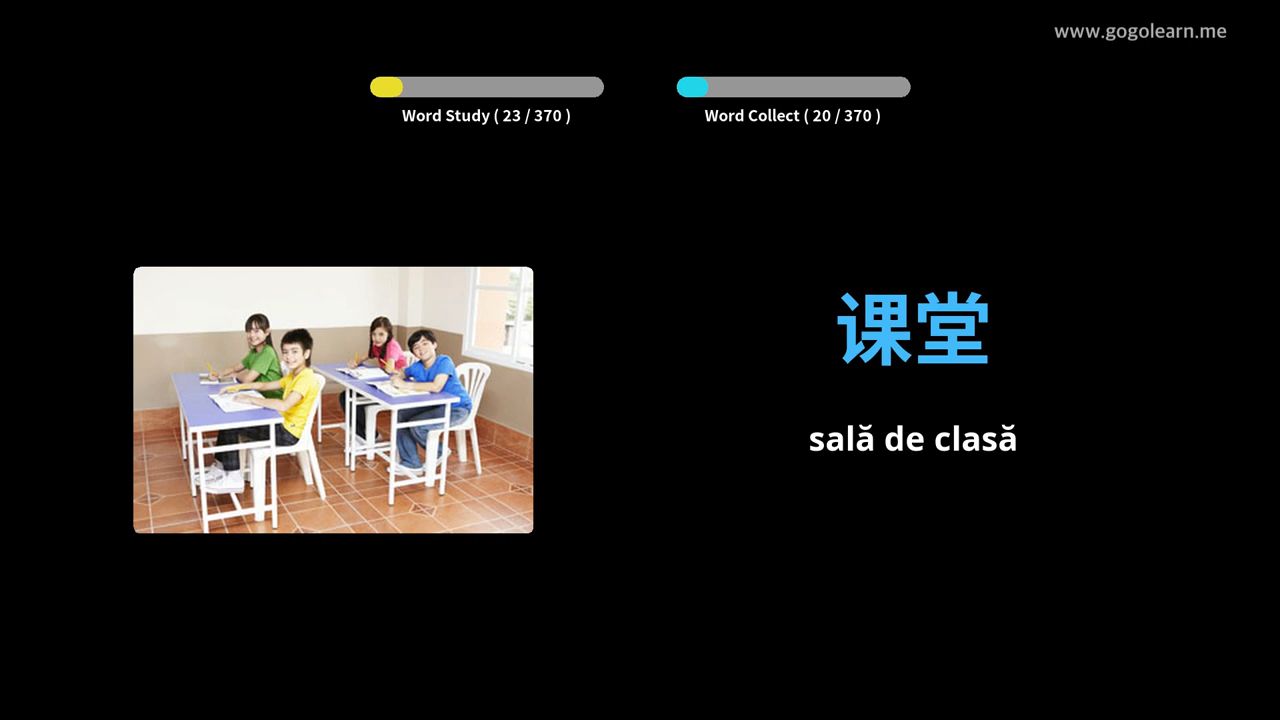 www.gogolearn.me
Word Study ( 23 / 370 )
Word Collect ( 20 / 370 )
课堂
sală de clasă